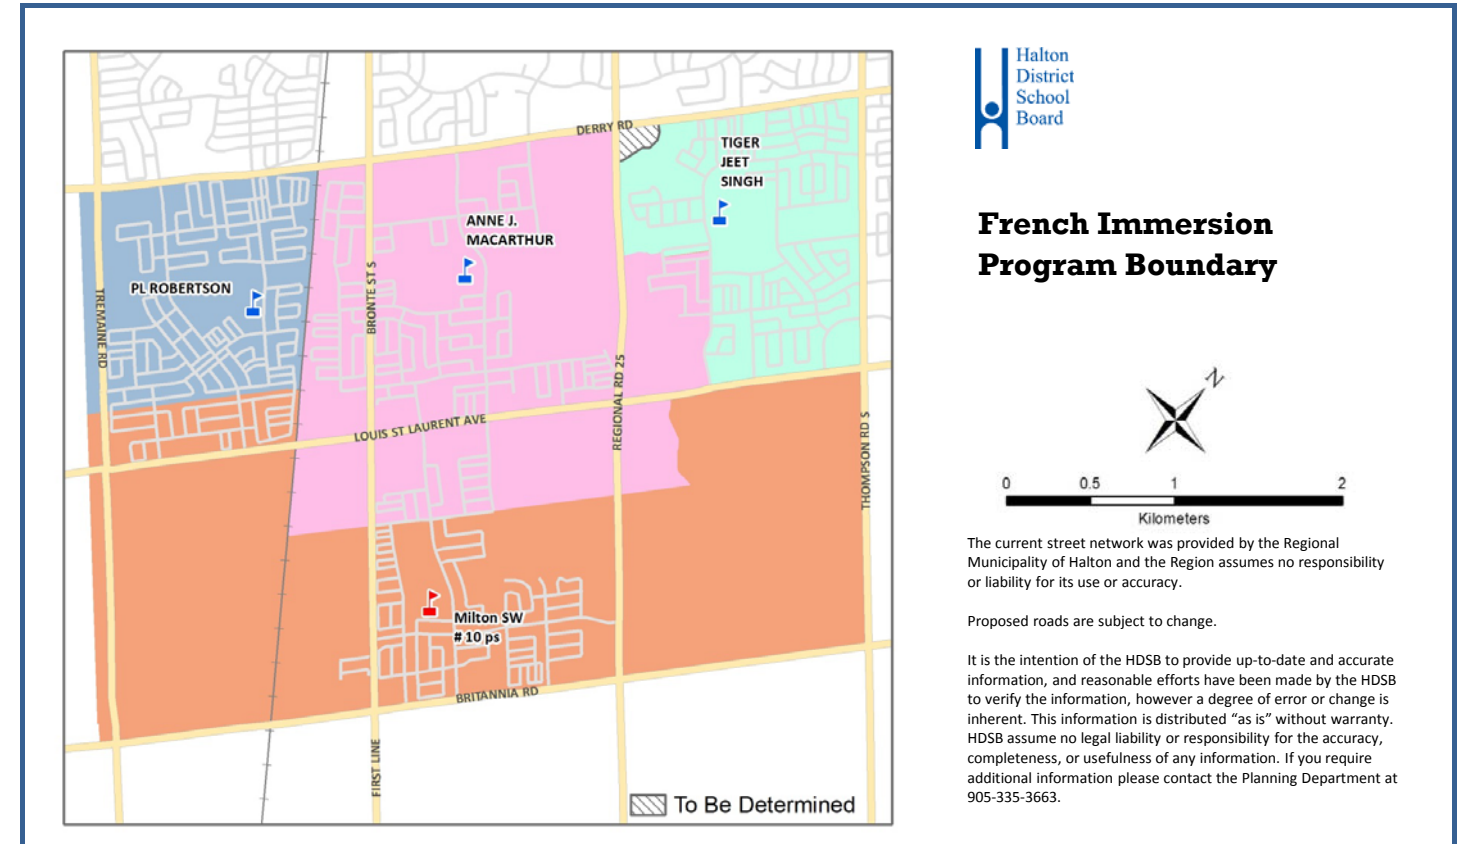 DERRY RD
TIGER
JEET
SINGH
ANNE J.
MACARTHUR
PL ROBERTSON
TREMAINE RD
BRONTE ST S
REGIONAL RD 25
LOUIS ST LAURENT AVE
THOMPSON RD S
Milton SW
# 10 ps
BRITANNIA RD
FIRST LINE
To Be Determined
Halton
District
School
Board
French Immersion
Program Boundary
N
0 0.5 1 2
Kilometers
The current street network was provided by the Regional
Municipality of Halton and the Region assumes no responsibility
or liability for its use or accuracy.
Proposed roads are subject to change.
It is the intention of the HDSB to provide up-to-date and accurate
information, and reasonable efforts have been made by the HDSB
to verify the information, however a degree of error or change is
inherent. This information is distributed “as is” without warranty.
HDSB assume no legal liability or responsibility for the accuracy,
completeness, or usefulness of any information. If you require
additional information please contact the Planning Department at
905-335-3663.